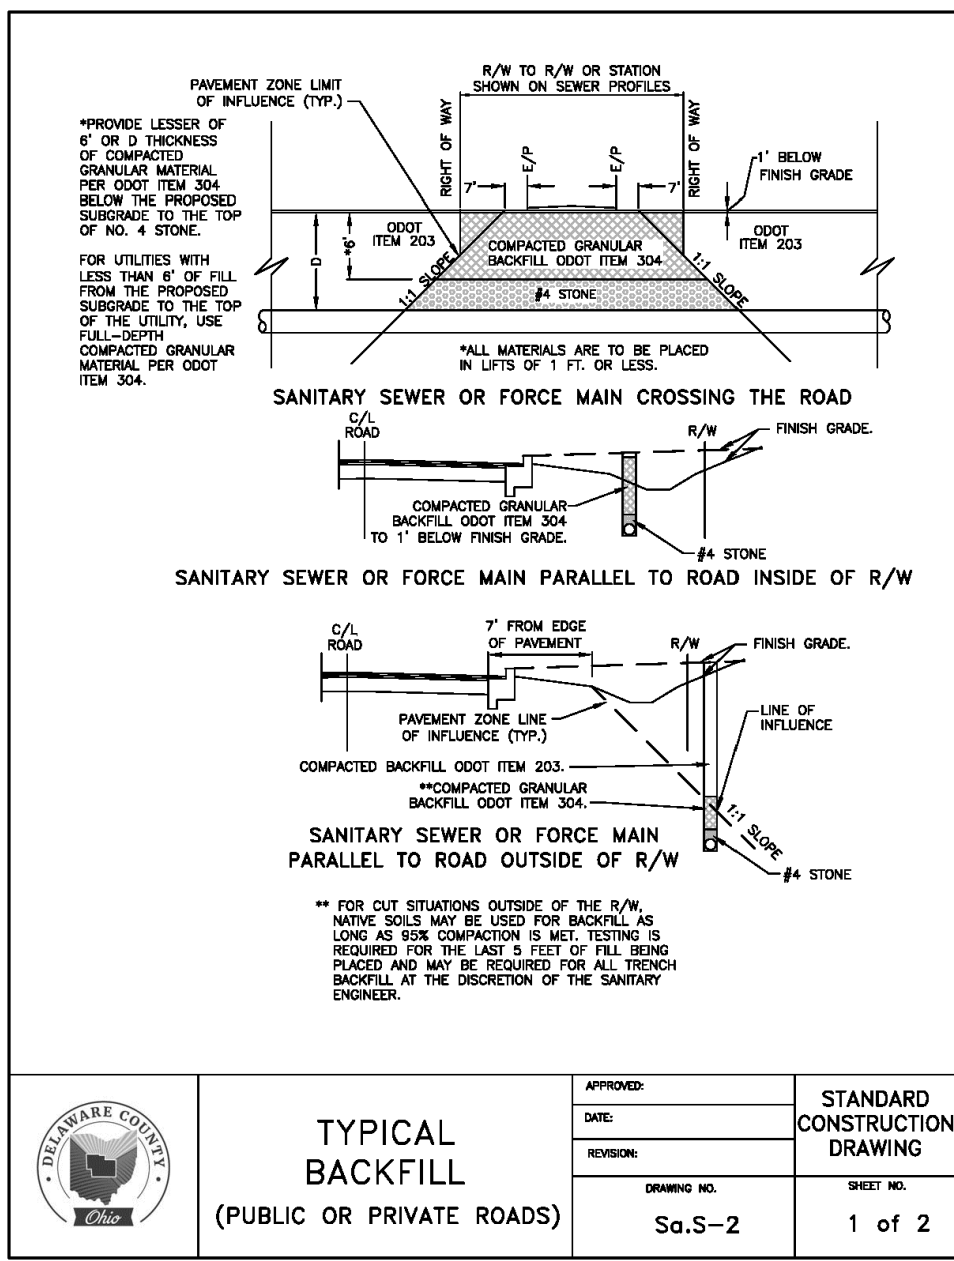 R/W TO R/W OR STATION
SHOWN ON SEWER PROFILES
PAVEMENT ZONE LIMIT
OF INFLUENCE (TYP.)
*PROVIDE LESSER OF
6' OR D THICKNESS
OF COMPACTED
GRANULAR MATERIAL
PER ODOT ITEM 304
BELOW THE PROPOSED
SUBGRADE TO THE TOP
OF NO. 4 STONE.
FOR UTILITIES WITH
LESS THAN 6' OF FILL
FROM THE PROPOSED
SUBGRADE TO THE TOP
OF THE UTILITY, USE
FULL-DEPTH
COMPACTED GRANULAR
MATERIAL PER ODOT
ITEM 304.
RIGHT OF WAY
E/P
E/P
RIGHT OF WAY
7'
7'
1' BELOW
FINISH GRADE
ODOT
ITEM 203
ODOT
ITEM 203
D
*6'
COMPACTED GRANULAR
BACKFILL ODOT ITEM 304
1:1 SLOPE
1:1 SLOPE
#4 STONE
*ALL MATERIALS ARE TO BE PLACED
IN LIFTS OF 1 FT. OR LESS.
SANITARY SEWER OR FORCE MAIN CROSSING THE ROAD
C/L
ROAD
R/W
FINISH GRADE.
COMPACTED GRANULAR
BACKFILL ODOT ITEM 304
TO 1' BELOW FINISH GRADE.
#4 STONE
SANITARY SEWER OR FORCE MAIN PARALLEL TO ROAD INSIDE OF R/W
C/L
ROAD
7' FROM EDGE
OF PAVEMENT
R/W
FINISH GRADE.
PAVEMENT ZONE LINE
OF INFLUENCE (TYP.)
LINE OF
INFLUENCE
COMPACTED BACKFILL ODOT ITEM 203.
**COMPACTED GRANULAR
BACKFILL ODOT ITEM 304.
1:1 SLOPE
#4 STONE
SANITARY SEWER OR FORCE MAIN
PARALLEL TO ROAD OUTSIDE OF R/W
** FOR CUT SITUATIONS OUTSIDE OF THE R/W,
NATIVE SOILS MAY BE USED FOR BACKFILL AS
LONG AS 95% COMPACTION IS MET. TESTING IS
REQUIRED FOR THE LAST 5 FEET OF FILL BEING
PLACED AND MAY BE REQUIRED FOR ALL TRENCH
BACKFILL AT THE DISCRETION OF THE SANITARY
ENGINEER.
DELAWARE COUNTY
Ohio
TYPICAL
BACKFILL
(PUBLIC OR PRIVATE ROADS)
APPROVED:
DATE:
REVISION:
DRAWING NO.
Sa.S-2
STANDARD
CONSTRUCTION
DRAWING
SHEET NO.
1 of 2